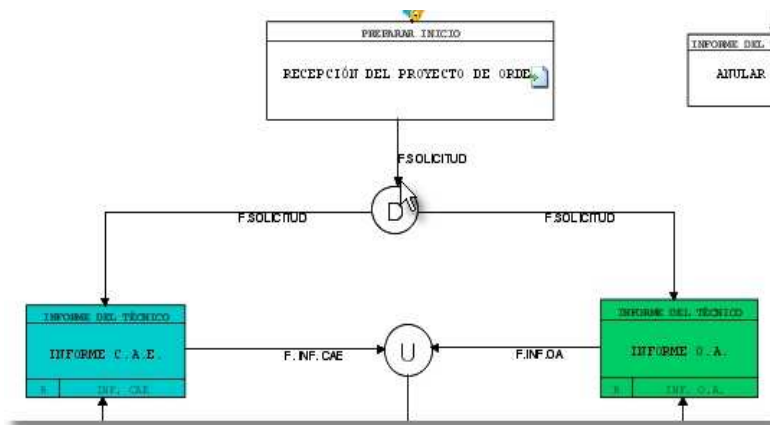 PREPARAR INICIO
RECEPCIÓN DEL PROYECTO DE ORDE
INFORME DEL
ANULAR
F.SOLICITUD
D
F.SOLICITUD
F.SOLICITUD
INFORME DEL TÉCNICO
INFORME C.A.E.
R
INF. CAE
F. INF. CAE
U
F.INF.OA
INFORME DEL TÉCNICO
INFORME O.A.
R
INF. O.A.